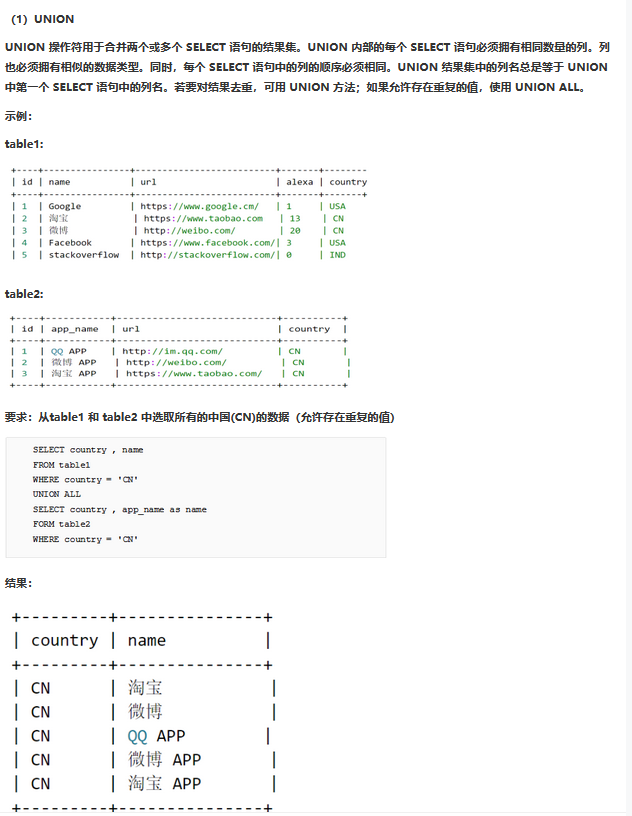 （1）UNION
UNION 操作符用于合并两个或多个 SELECT 语句的结果集。UNION 内部的每个 SELECT 语句必须拥有相同数量的列。列
也必须拥有相似的数据类型。同时，每个 SELECT 语句中的列的顺序必须相同。UNION 结果集中的列名总是等于 UNION
中第一个 SELECT 语句中的列名。若要对结果去重，可用 UNION 方法；如果允许存在重复的值，使用 UNION ALL。
示例：
table1:
+----+--------------+---------------------------+-------+---------+
| id | name | url | alexa | country
+----+--------------+---------------------------+-------+---------+
| 1 | Google | https://www.google.cm/ | 1 | USA
| 2 | 淘宝 | https://www.taobao.com | 13 | CN
| 3 | 微博 | http://weibo.com/ | 20 | CN
| 4 | Facebook | https://www.facebook.com/| 3 | USA
| 5 | stackoverflow | http://stackoverflow.com/| 0 | IND
table2:
+----+------------+---------------------------+----------+
| id | app_name | url | country |
+----+------------+---------------------------+----------+
| 1 | QQ APP | http://im.qq.com/ | CN |
| 2 | 微博 APP | http://weibo.com/ | CN |
| 3 | 淘宝 APP | https://www.taobao.com/ | CN |
+----+------------+---------------------------+----------+
要求：从table1 和 table2 中选取所有的中国(CN)的数据（允许存在重复的值)
SELECT country , name
FROM table1
WHERE country = 'CN'
UNION ALL
SELECT country , app_name as name
FORM table2
WHERE country = 'CN'
结果：
+---------+--------------+
| country | name |
+---------+--------------+
| CN | 淘宝 |
| CN | 微博 |
| CN | QQ APP |
| CN | 微博 APP |
| CN | 淘宝 APP |
+---------+--------------+